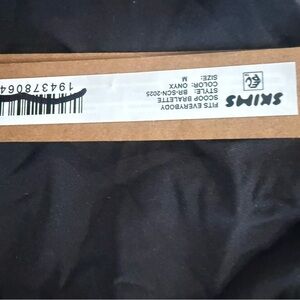 SKIMS
FITS EVERYBODY
SCOOP BRALETTE
STYLE: BR-SCN-2025
COLOR: ONYX
SIZE: M
194378064